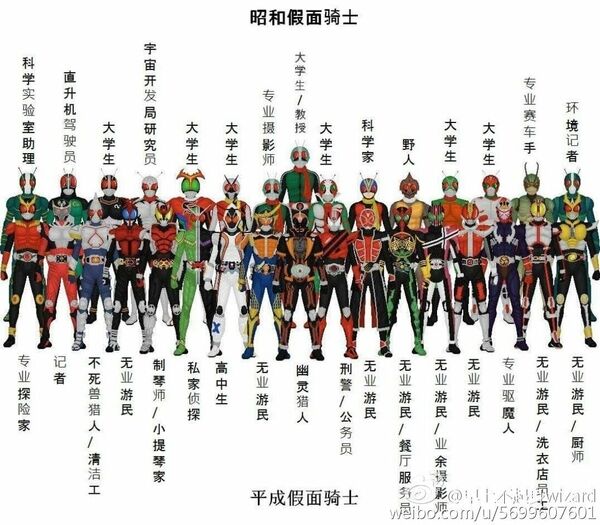 昭和假面骑士
科学实验室助理
直升机驾驶员
大学生
宇宙开发局研究员
大学生
大学生
专业摄影师
大学生/教授
大学生
科学家
野人
大学生
大学生
专业赛车手
环境记者
专业探险家
记者
不死兽猎人/清洁工
无业游民
制琴师/小提琴家
私家侦探
高中生
无业游民
幽灵猎人
刑警/公务员
无业游民
无业游民/餐厅服务员
无业游民/业余摄影师
无业游民
专业驱魔人
无业游民/洗衣店员工
无业游民/厨师
平成假面骑士
weibo.com/u/5699607601